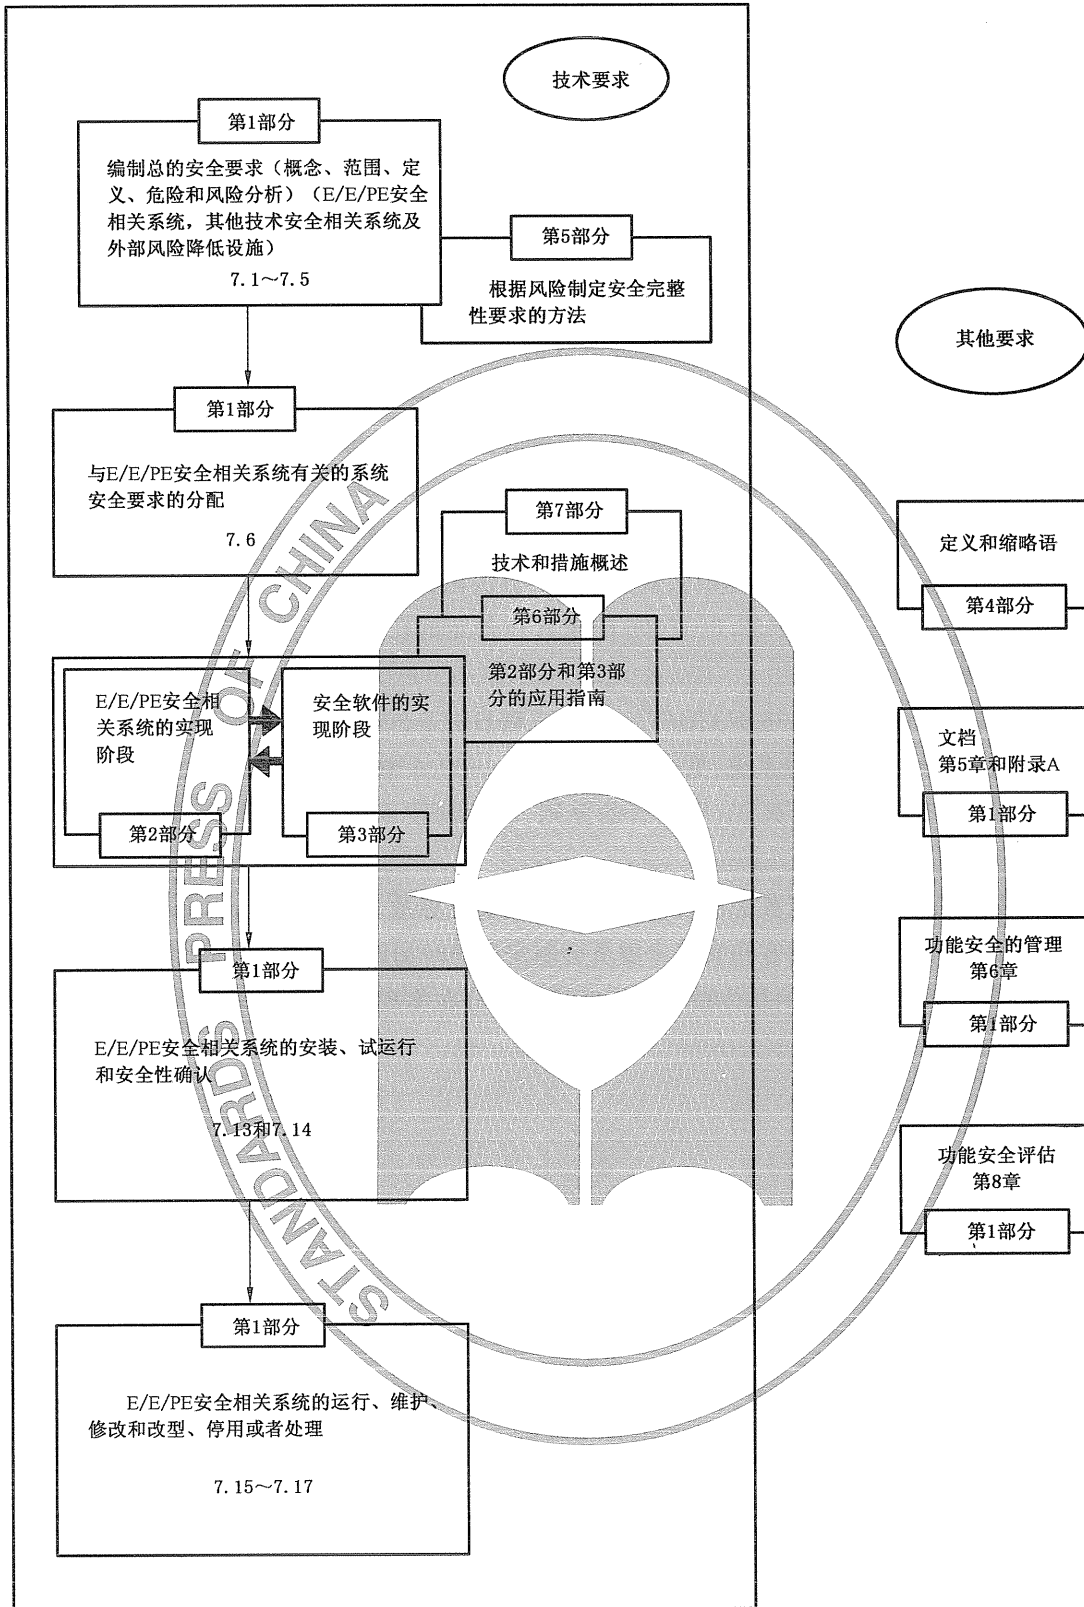 技术要求
第1部分
编制总的安全要求（概念、范围、定
义、危险和风险分析）（E/E/PE安全
相关系统，其他技术安全相关系统及
外部风险降低设施）
7.1～7.5
第5部分
根据风险制定安全完整
性要求的方法
其他要求
第1部分
与E/E/PE安全相关系统有关的系统
安全要求的分配
7.6
第7部分
技术和措施概述
第6部分
第2部分和第3部
分的应用指南
定义和缩略语
第4部分
E/E/PE安全相
关系统的实现
阶段
第2部分
安全软件的实
现阶段
第3部分
文档
第5章和附录A
第1部分
第1部分
E/E/PE安全相关系统的安装、试运行
和安全性确认
7.13和7.14
功能安全的管理
第6章
第1部分
功能安全评估
第8章
第1部分
第1部分
E/E/PE安全相关系统的运行、维护、
修改和改型、停用或者处理
7.15～7.17
STANDARDS PRESS OF CHINA